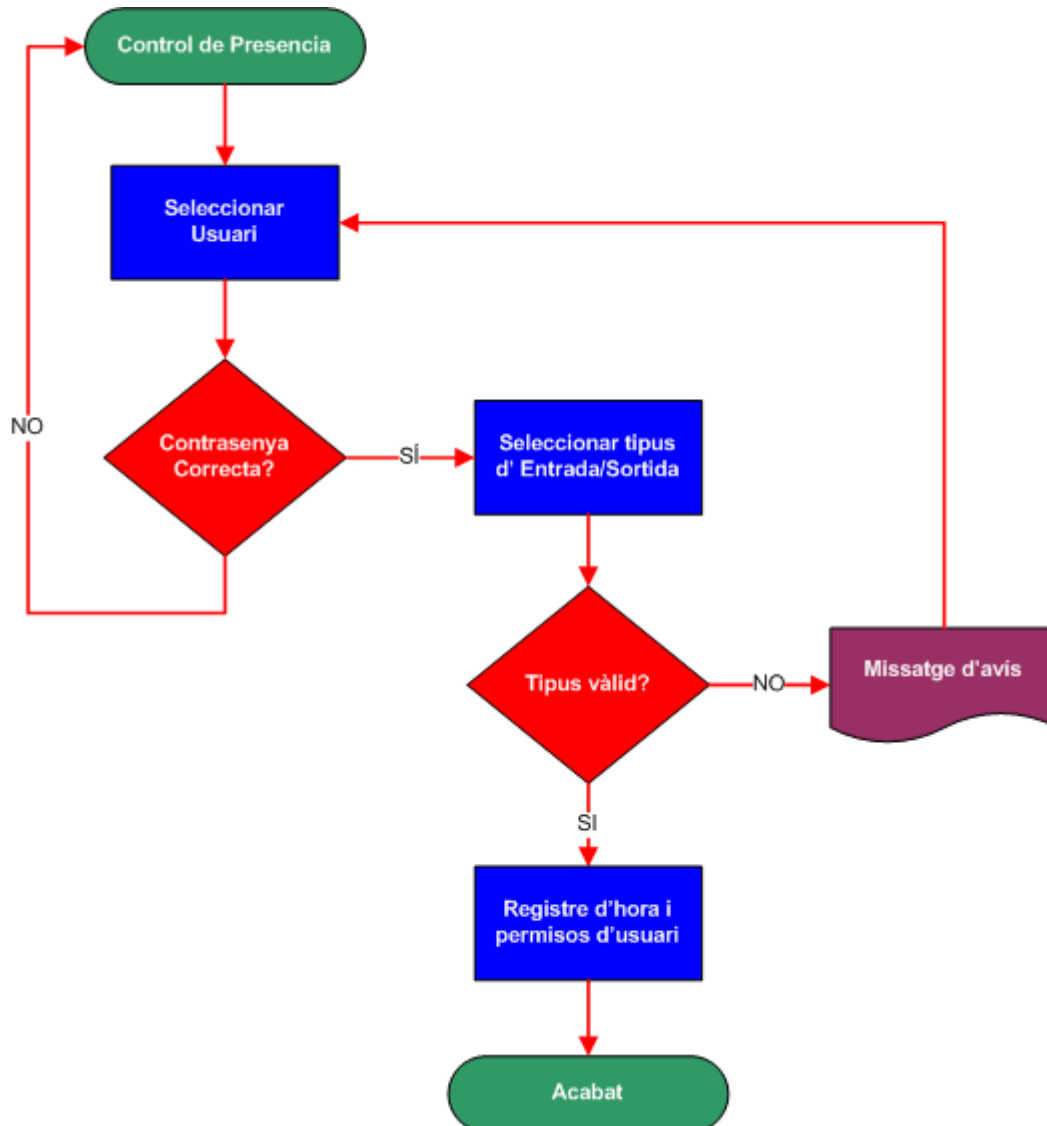 Control de Presencia
Seleccionar
Usuari
Contrasenya
Correcta?
NO
SÍ
Seleccionar tipus
d' Entrada/Sortida
Tipus vàlid?
NO
Missatge d'avís
SI
Registre d'hora i
permisos d'usuari
Acabat